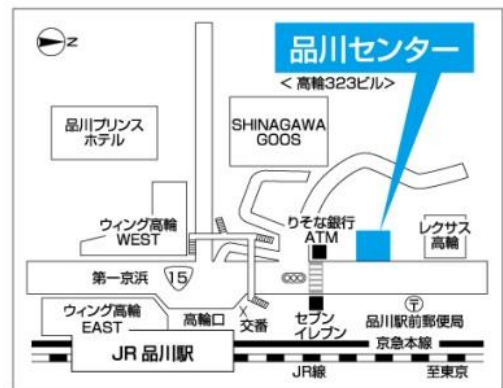 N
品川センター
< 高輪323ビル>
品川プリンス
ホテル
SHINAGAWA
GOOS
ウィング高輪
WEST
りそな銀行
ATM
レクサス
高輪
第一京浜
15
ウィング高輪
EAST
高輪口
交番
セブン
イレブン
品川駅前郵便局
京急本線
JR 品川駅
JR線
至東京